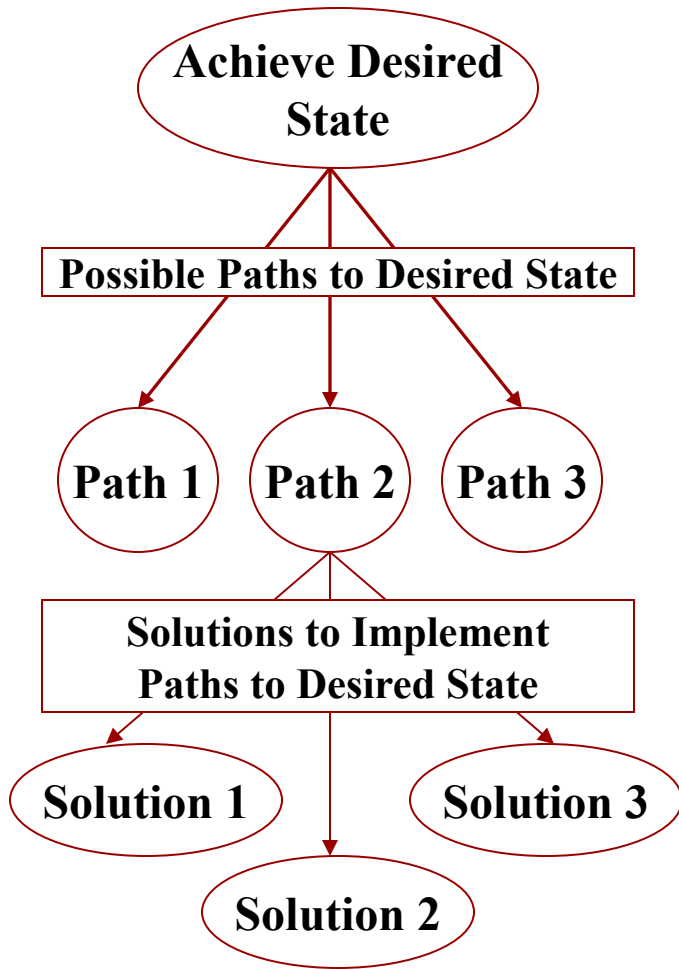 Achieve Desired
State
Possible Paths to Desired State
Path 1
Path 2
Path 3
Solutions to Implement
Paths to Desired State
Solution 1
Solution 3
Solution 2